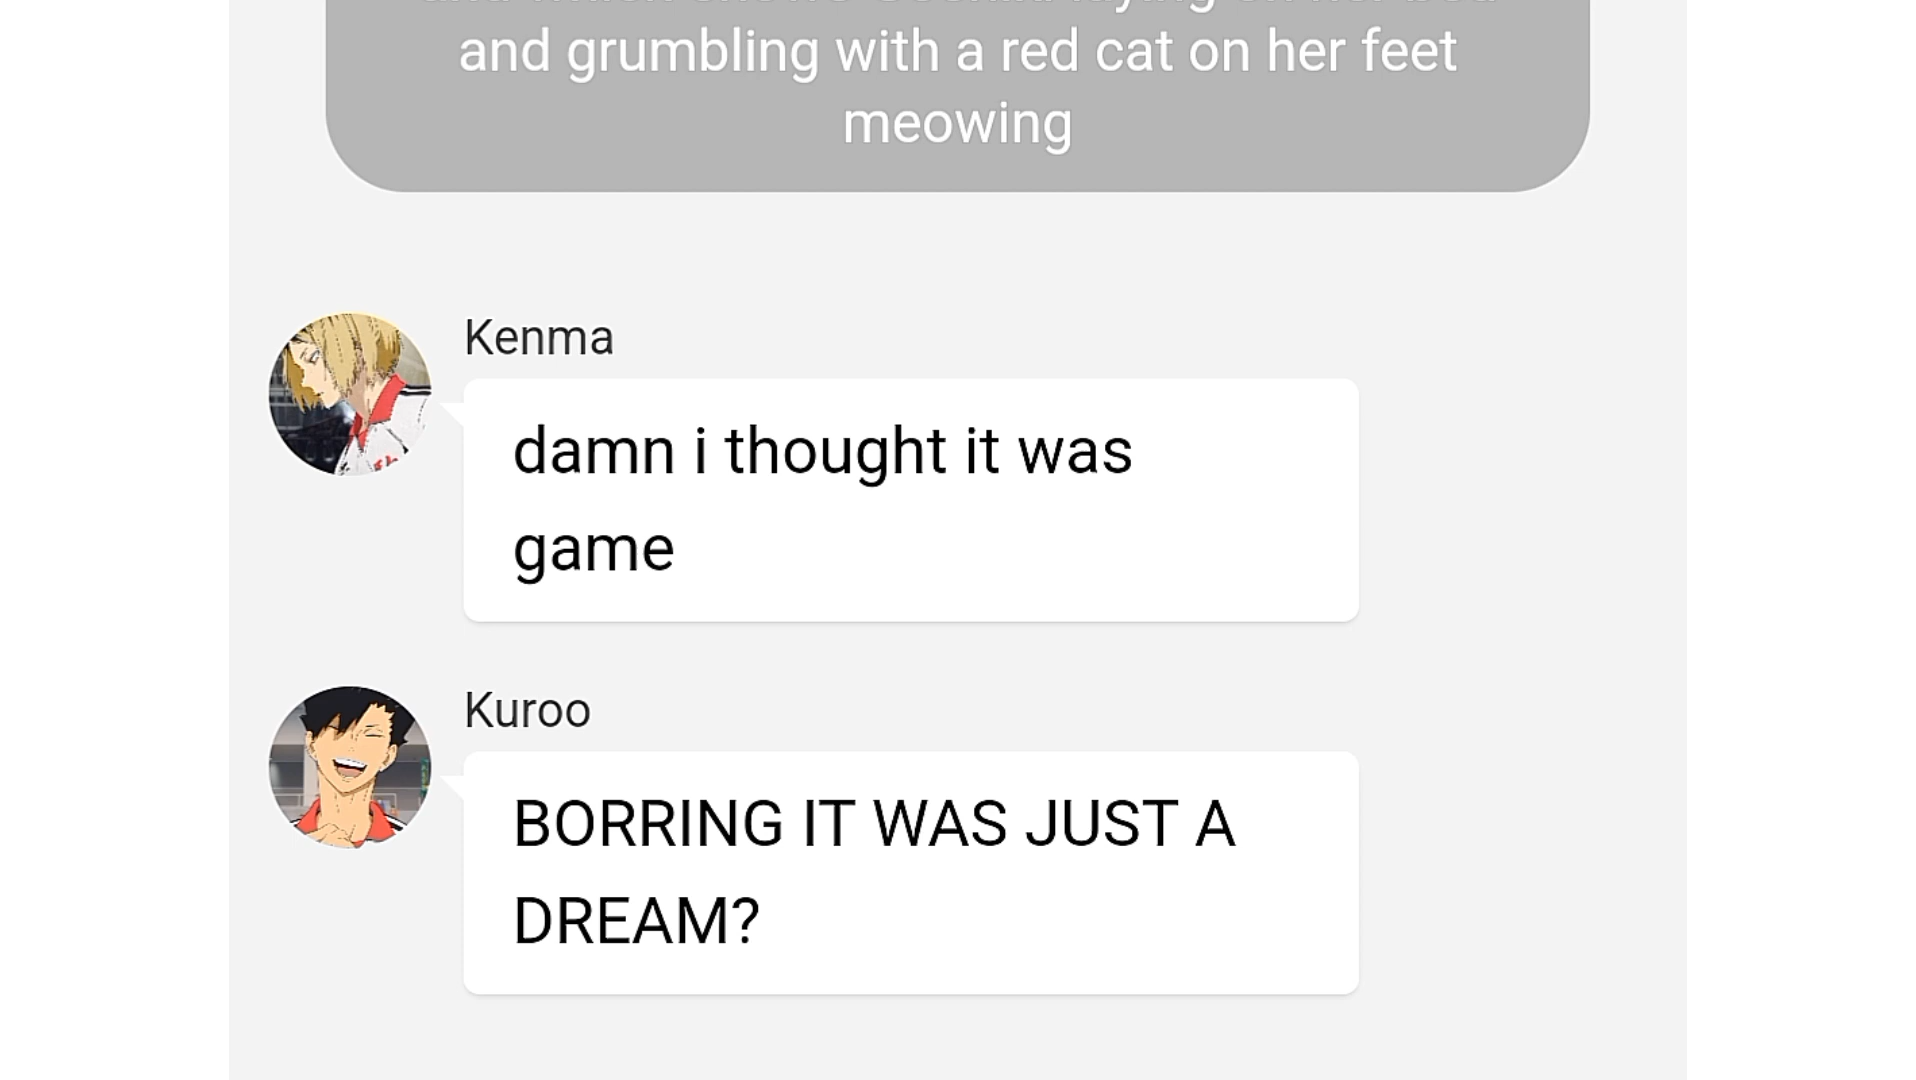 and grumbling with a red cat on her feet
meowing
Kenma
damn i thought it was
game
Kuroo
BORRING IT WAS JUST A
DREAM?